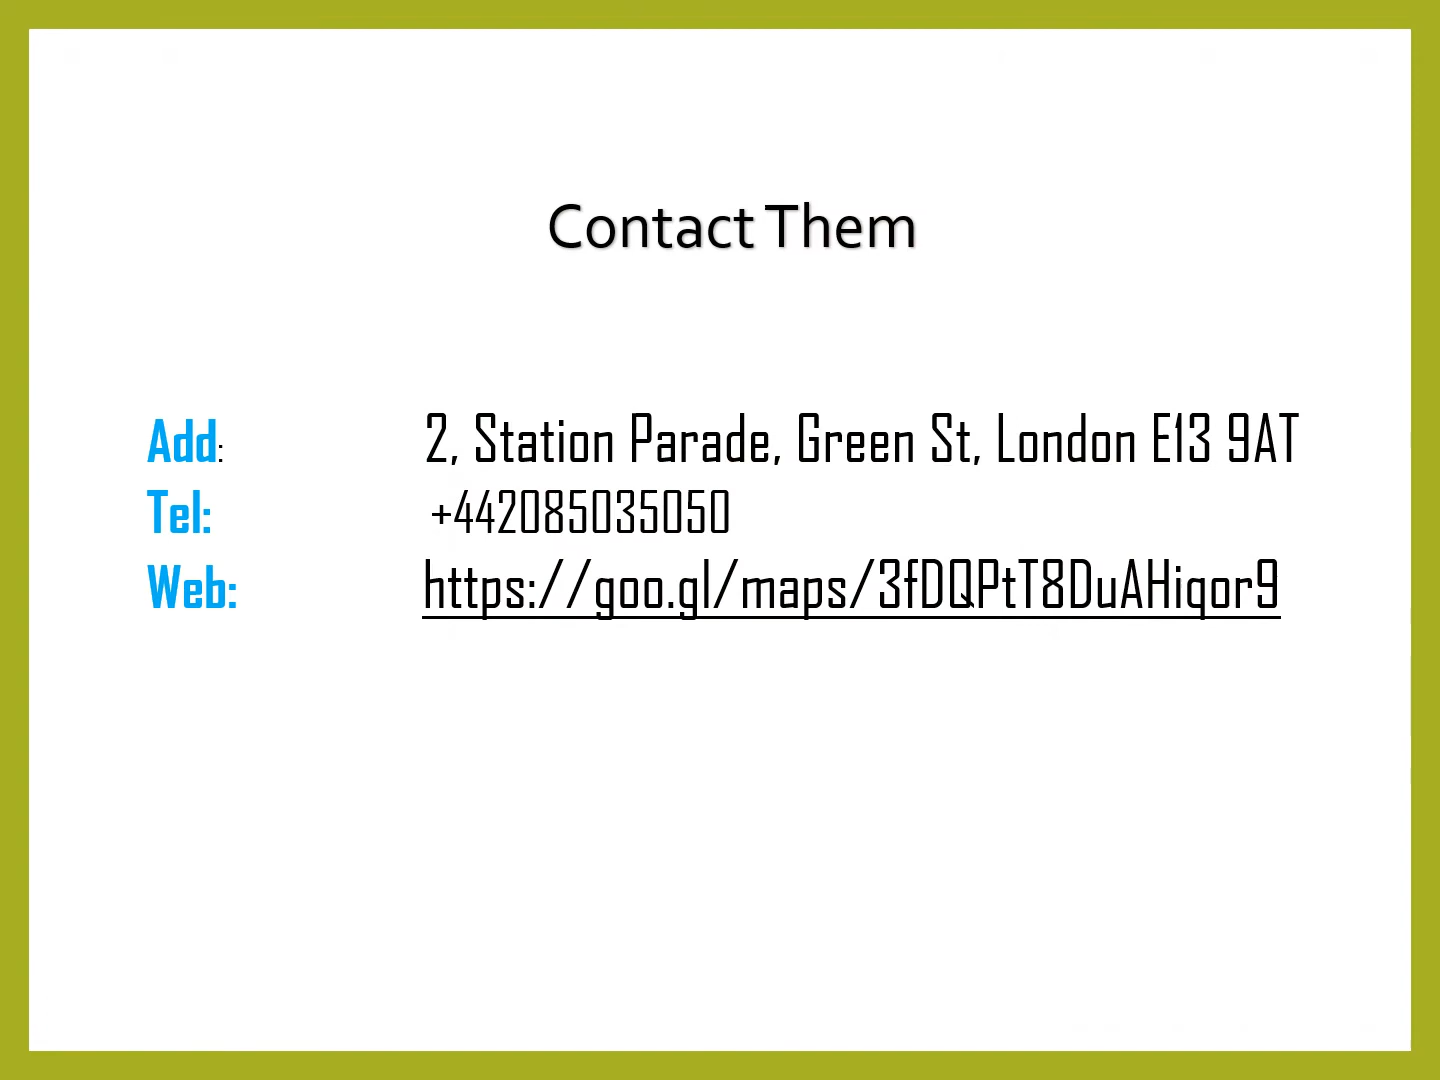 Contact Them
Add: 2, Station Parade, Green St, London E13 9AT
Tel: +442085035050
Web: https://goo.gl/maps/3fDQPtT8DuAHiqor9